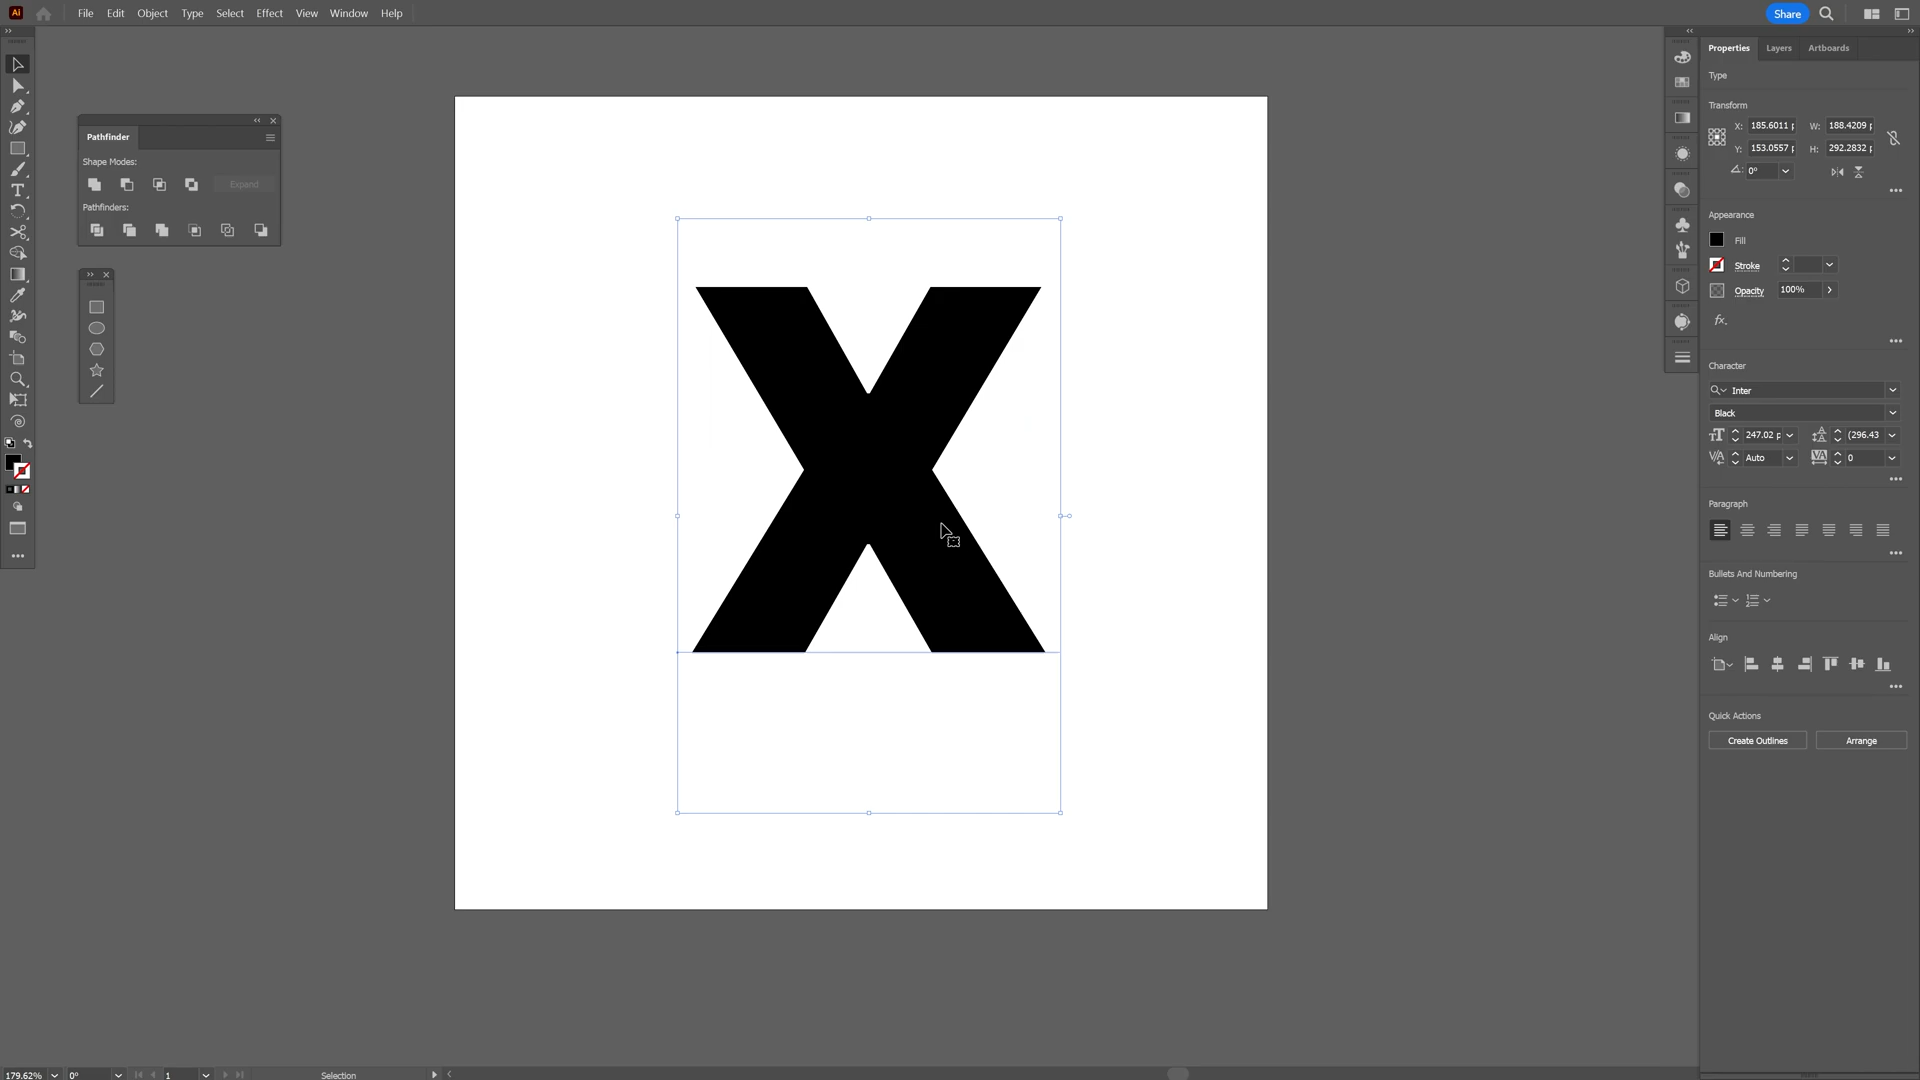 Ai File Edit Object Type Select Effect View Window Help Share
Properties Layers Artboards
Type
Transform
X: 185.6011 p W: 188.4209 p
Y: 153.0557 p H: 292.2832 p
0°
Appearance
Fill
Stroke
Opacity 100%
fx.
Character
Inter
Black
247.02 p (296.43
Auto 0
Paragraph
Bullets And Numbering
Align
Quick Actions
Create Outlines Arrange
Pathfinder
Shape Modes:
Expand
Pathfinders:
X
179.62% 0° 1 Selection